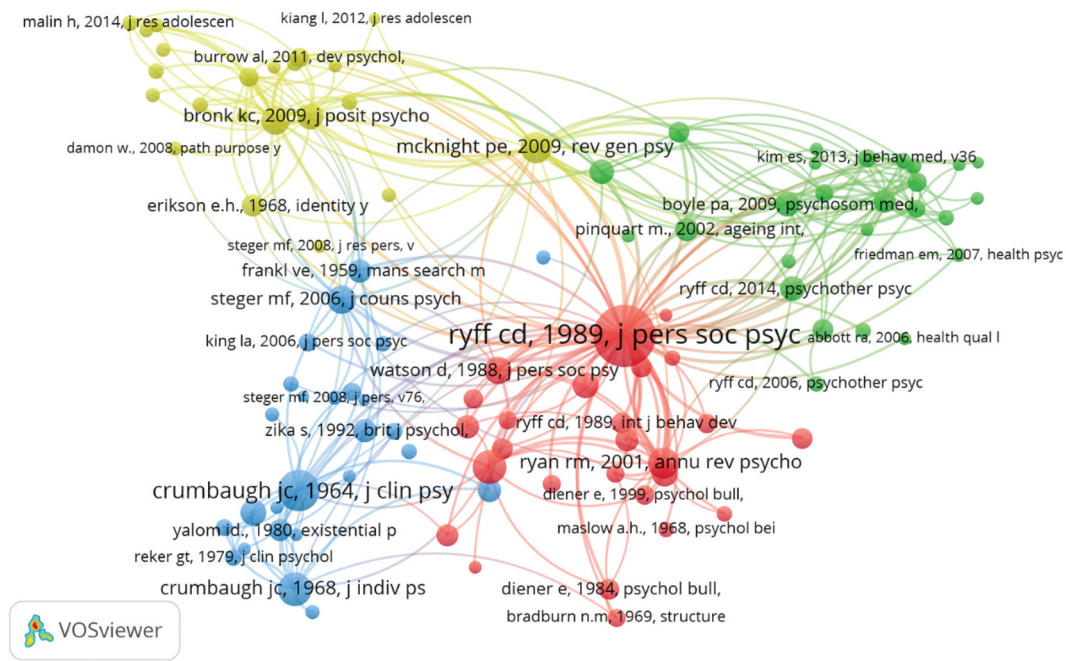 malin h, 2014, j res adolescen
kiang l, 2012, j res adolescen
burrow al, 2011, dev psychol,
bronk kc, 2009, j posit psycho
damon w., 2008, path purpose y
mcknight pe, 2009, rev gen psy
kim es, 2013, j behav med, v36
erikson e.h., 1968, identity y
boyle pa, 2009, psychosom med,
pinquart m., 2002, ageing int,
steger mf, 2008, j res pers, v
friedman em, 2007, health psyc
frankl ve, 1959, mans search m
ryff cd, 2014, psychother psyc
steger mf, 2006, j couns psych
ryff cd, 1989, j pers soc psyc
abbott ra, 2006, health qual l
king la, 2006, j pers soc psyc
watson d, 1988, j pers soc psy
ryff cd, 2006, psychother psyc
steger mf, 2008, j pers, v76,
ryff cd, 1989, int j behav dev
zika s, 1992, brit j psychol,
ryan rm, 2001, annu rev psycho
crumbaugh jc, 1964, j clin psy
diener e, 1999, psychol bull,
yalom id., 1980, existential p
maslow a.h., 1968, psychol bei
reker gt, 1979, j clin psychol
crumbaugh jc, 1968, j indiv ps
diener e, 1984, psychol bull,
bradburn n.m, 1969, structure
VOSviewer